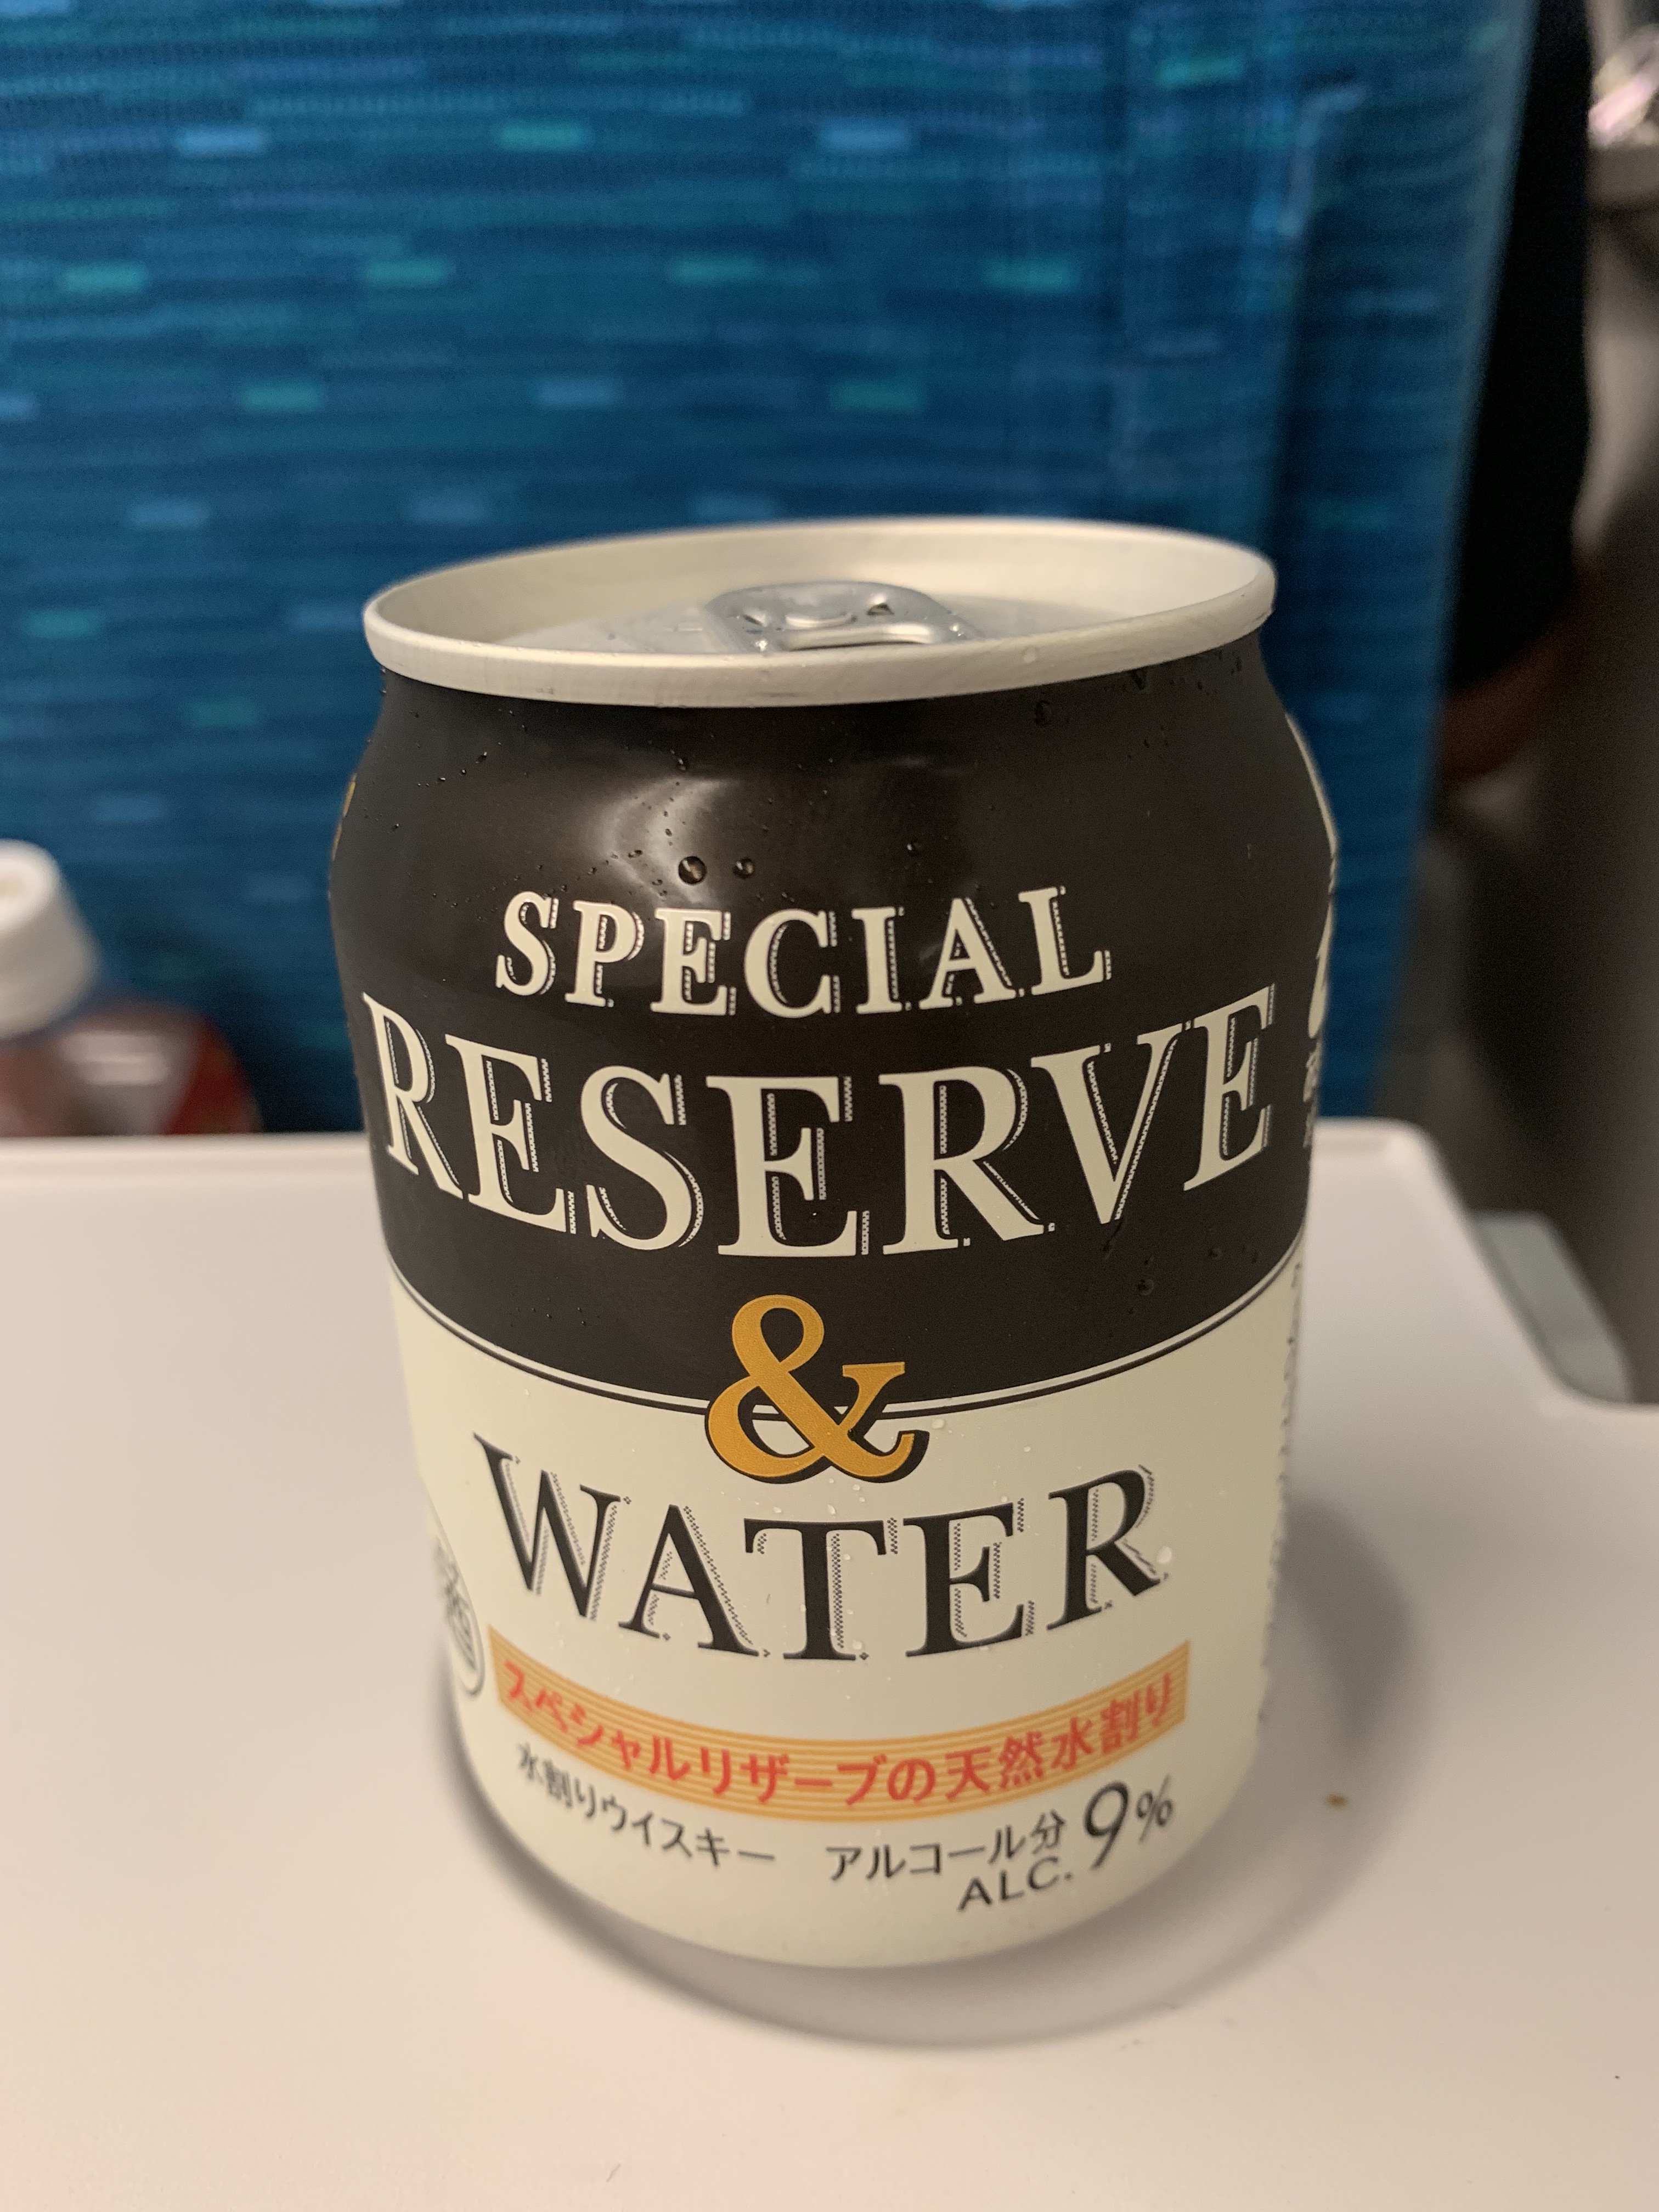 SPECIAL
RESERVE
&
WATER
スペシャルリザーブの天然水割り
水割りウイスキー アルコール分 9%
ALC.